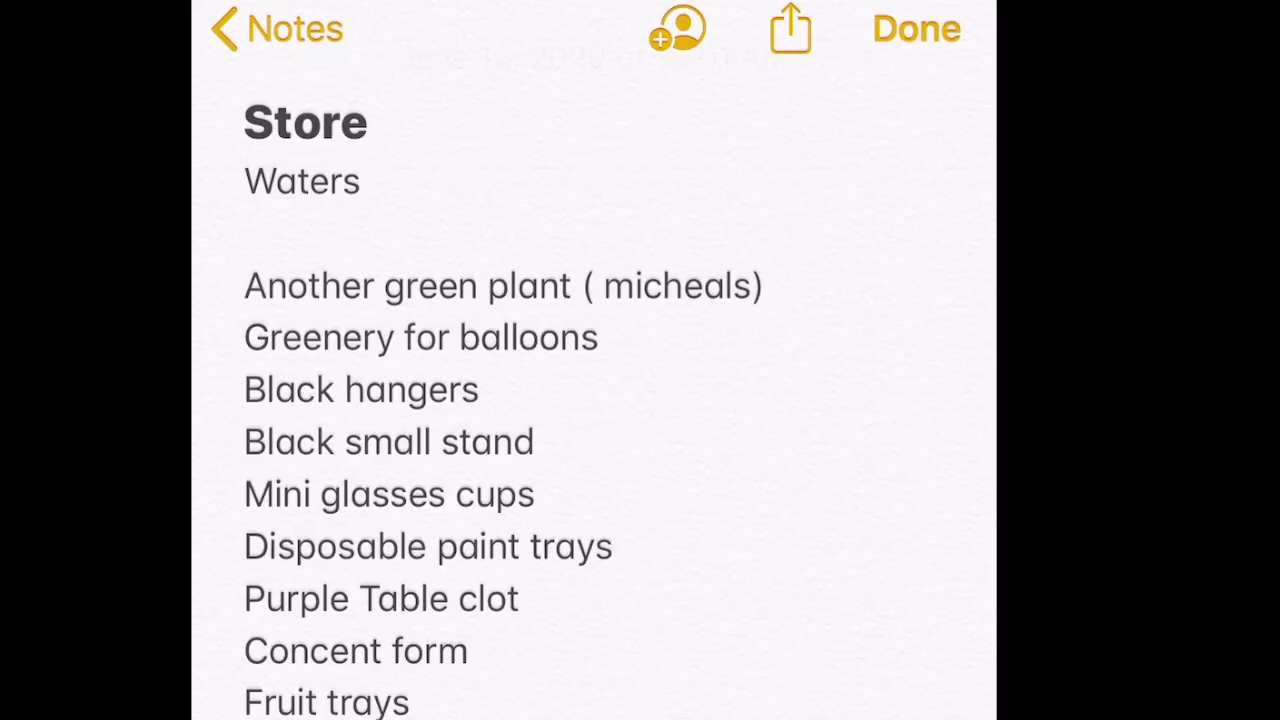 Notes
Done
Store
Waters
Another green plant ( micheals)
Greenery for balloons
Black hangers
Black small stand
Mini glasses cups
Disposable paint trays
Purple Table clot
Concent form
Fruit trays